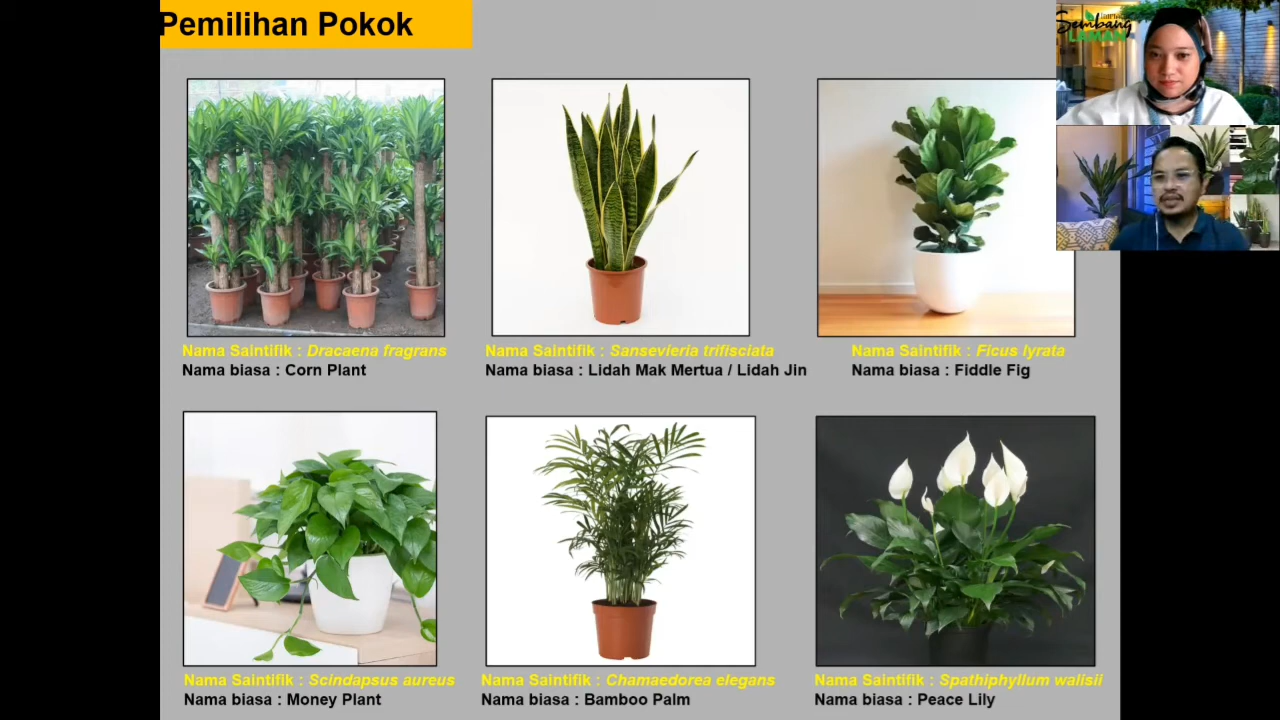 Pemilihan Pokok
Sembang
LAMAN
Nama Saintifik : Dracaena fragrans
Nama biasa : Corn Plant
Nama Saintifik : Sansevieria trifisciata
Nama biasa : Lidah Mak Mertua / Lidah Jin
Nama Saintifik : Ficus lyrata
Nama biasa : Fiddle Fig
Nama Saintifik : Scindapsus aureus
Nama biasa : Money Plant
Nama Saintifik : Chamaedorea elegans
Nama biasa : Bamboo Palm
Nama Saintifik : Spathiphyllum walisii
Nama biasa : Peace Lily